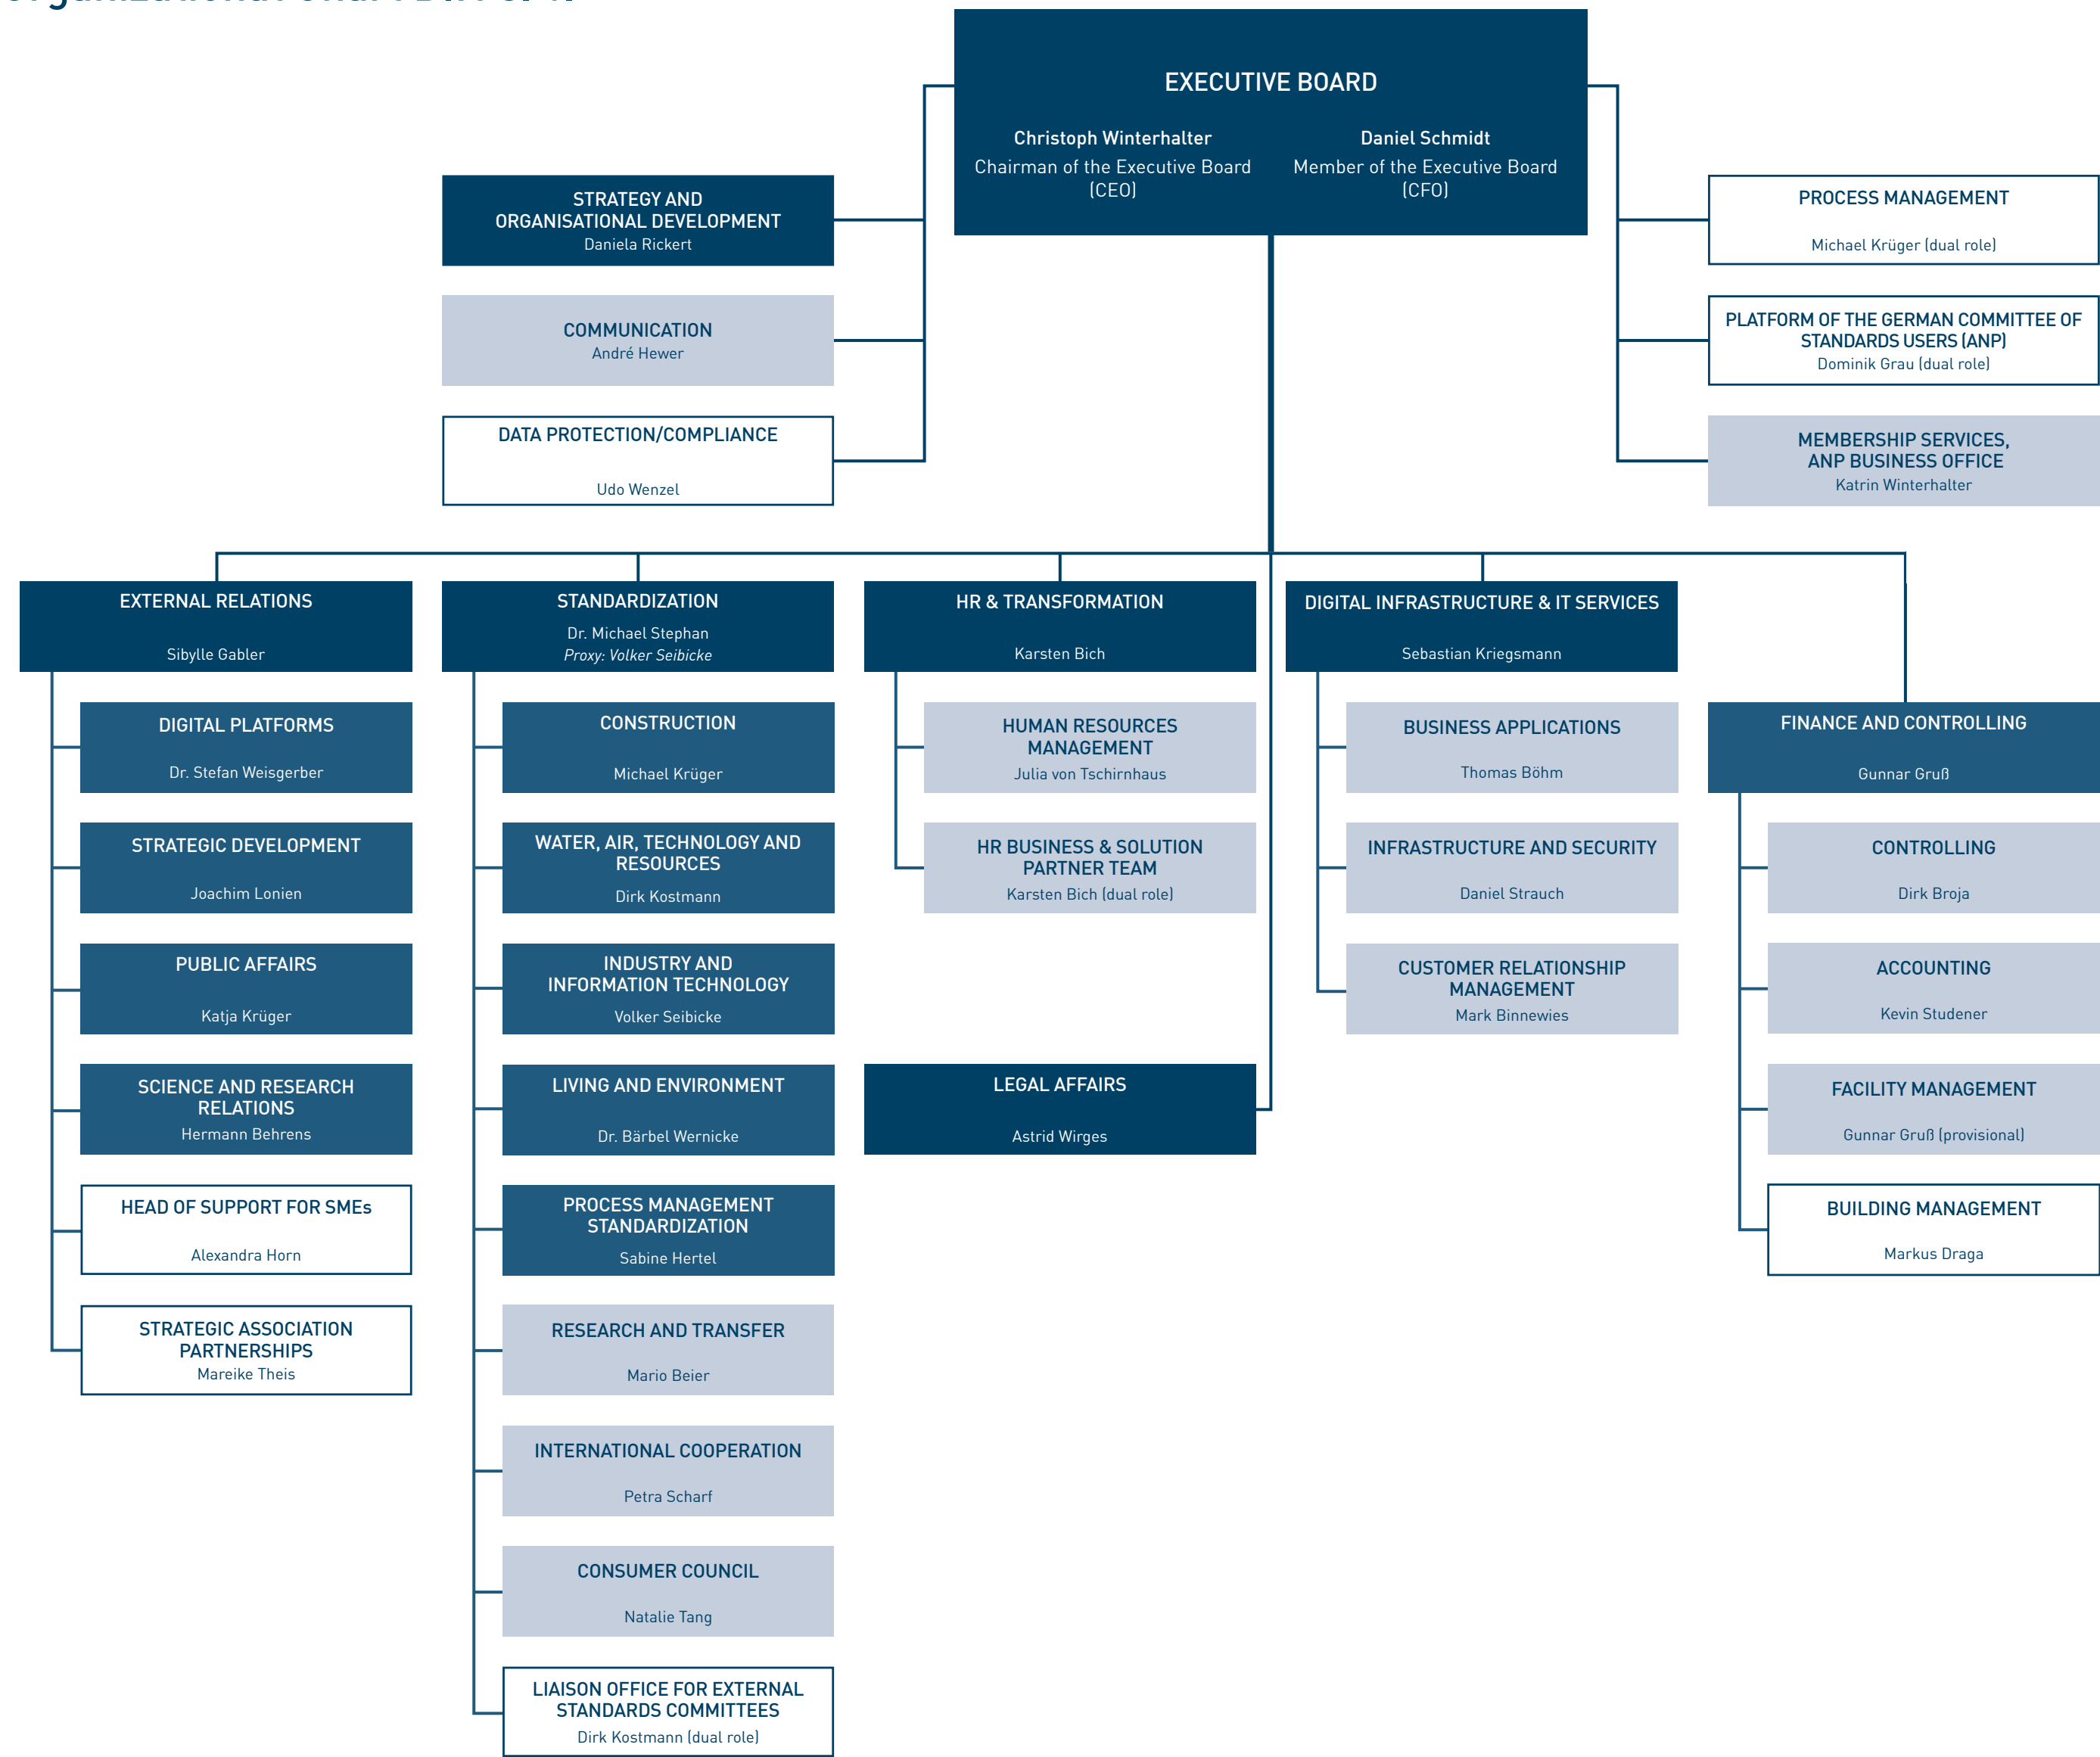 EXECUTIVE BOARD
Christoph Winterhalter
Chairman of the Executive Board
(CEO)
Daniel Schmidt
Member of the Executive Board
(CFO)
STRATEGY AND
ORGANISATIONAL DEVELOPMENT
Daniela Rickert
COMMUNICATION
André Hewer
DATA PROTECTION/COMPLIANCE
Udo Wenzel
PROCESS MANAGEMENT
Michael Krüger (dual role)
PLATFORM OF THE GERMAN COMMITTEE OF
STANDARDS USERS (ANP)
Dominik Grau (dual role)
MEMBERSHIP SERVICES,
ANP BUSINESS OFFICE
Katrin Winterhalter
EXTERNAL RELATIONS
Sibylle Gabler
DIGITAL PLATFORMS
Dr. Stefan Weisgerber
STRATEGIC DEVELOPMENT
Joachim Lonien
PUBLIC AFFAIRS
Katja Krüger
SCIENCE AND RESEARCH
RELATIONS
Hermann Behrens
HEAD OF SUPPORT FOR SMEs
Alexandra Horn
STRATEGIC ASSOCIATION
PARTNERSHIPS
Mareike Theis
STANDARDIZATION
Dr. Michael Stephan
Proxy: Volker Seibicke
CONSTRUCTION
Michael Krüger
WATER, AIR, TECHNOLOGY AND
RESOURCES
Dirk Kostmann
INDUSTRY AND
INFORMATION TECHNOLOGY
Volker Seibicke
LIVING AND ENVIRONMENT
Dr. Bärbel Wernicke
PROCESS MANAGEMENT
STANDARDIZATION
Sabine Hertel
RESEARCH AND TRANSFER
Mario Beier
INTERNATIONAL COOPERATION
Petra Scharf
CONSUMER COUNCIL
Natalie Tang
LIAISON OFFICE FOR EXTERNAL
STANDARDS COMMITTEES
Dirk Kostmann (dual role)
HR & TRANSFORMATION
Karsten Bich
HUMAN RESOURCES
MANAGEMENT
Julia von Tschirnhaus
HR BUSINESS & SOLUTION
PARTNER TEAM
Karsten Bich (dual role)
LEGAL AFFAIRS
Astrid Wirges
DIGITAL INFRASTRUCTURE & IT SERVICES
Sebastian Kriegsmann
BUSINESS APPLICATIONS
Thomas Böhm
INFRASTRUCTURE AND SECURITY
Daniel Strauch
CUSTOMER RELATIONSHIP
MANAGEMENT
Mark Binnewies
FINANCE AND CONTROLLING
Gunnar Gruß
CONTROLLING
Dirk Broja
ACCOUNTING
Kevin Studener
FACILITY MANAGEMENT
Gunnar Gruß (provisional)
BUILDING MANAGEMENT
Markus Draga